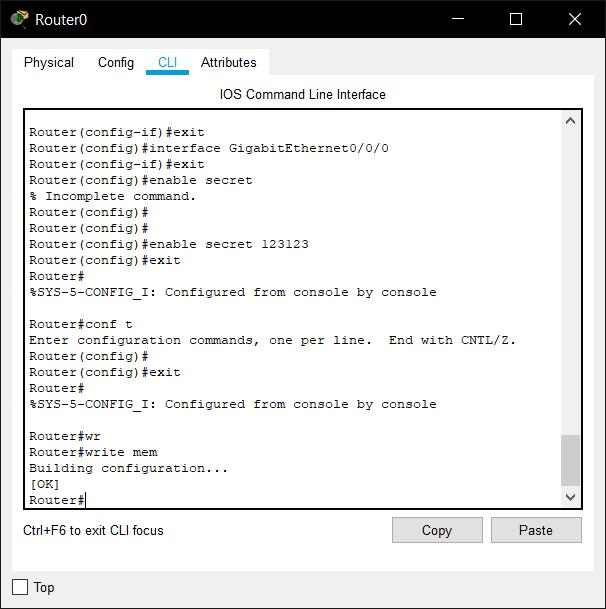 Router0
Physical Config CLI Attributes
IOS Command Line Interface
Router(config-if)#exit
Router(config)#interface GigabitEthernet0/0/0
Router(config-if)#exit
Router(config)#enable secret
% Incomplete command.
Router(config)#
Router(config)#
Router(config)#enable secret 123123
Router(config)#exit
Router#
%SYS-5-CONFIG_I: Configured from console by console
Router#conf t
Enter configuration commands, one per line.  End with CNTL/Z.
Router(config)#
Router(config)#exit
Router#
%SYS-5-CONFIG_I: Configured from console by console
Router#wr
Router#write mem
Building configuration...
[OK]
Router#
Ctrl+F6 to exit CLI focus
Copy Paste
Top